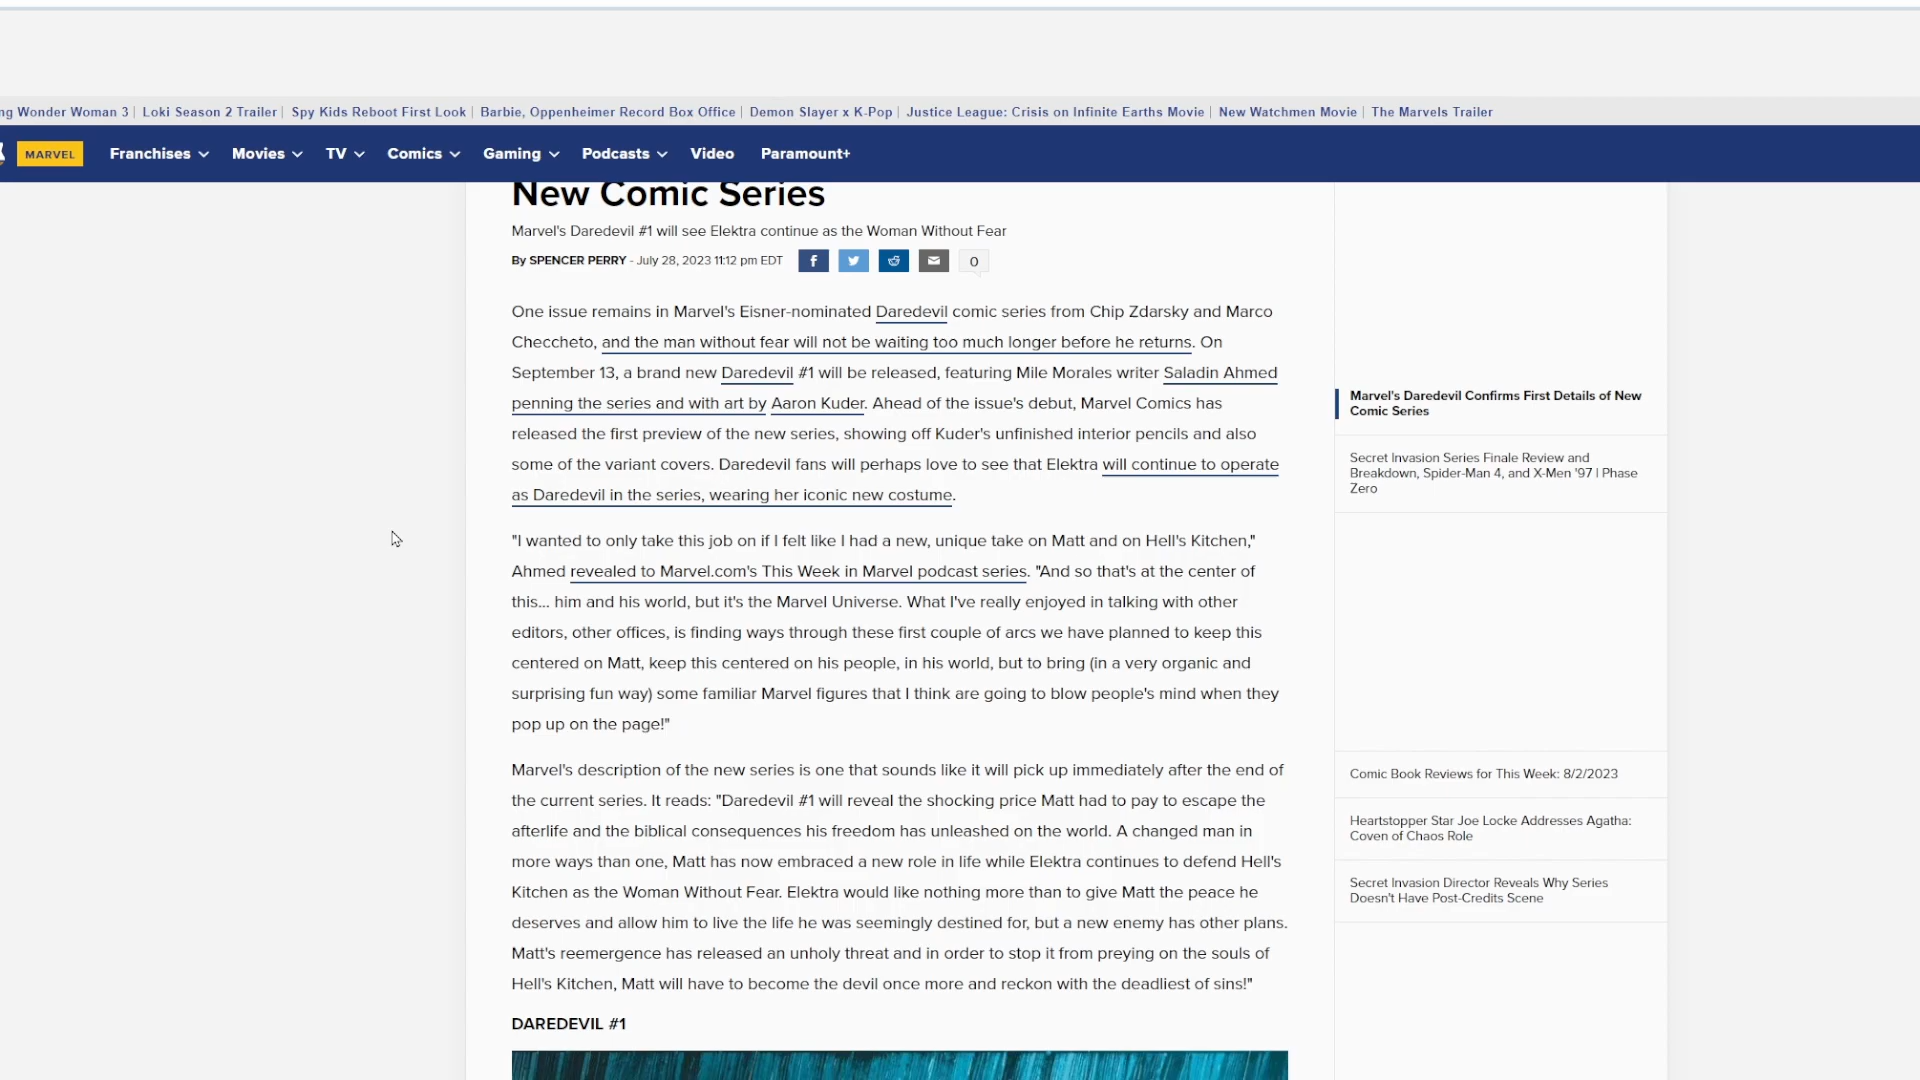 ng Wonder Woman 3 | Loki Season 2 Trailer | Spy Kids Reboot First Look | Barbie, Oppenheimer Record Box Office | Demon Slayer x K-Pop | Justice League: Crisis on Infinite Earths Movie | New Watchmen Movie | The Marvels Trailer
MARVEL Franchises Movies TV Comics Gaming Podcasts Video Paramount+
New Comic Series
Marvel's Daredevil #1 will see Elektra continue as the Woman Without Fear
By SPENCER PERRY - July 28, 2023 11:12 pm EDT 0
One issue remains in Marvel's Eisner-nominated Daredevil comic series from Chip Zdarsky and Marco
Checcheto, and the man without fear will not be waiting too much longer before he returns. On
September 13, a brand new Daredevil #1 will be released, featuring Mile Morales writer Saladin Ahmed
penning the series and with art by Aaron Kuder. Ahead of the issue's debut, Marvel Comics has
released the first preview of the new series, showing off Kuder's unfinished interior pencils and also
some of the variant covers. Daredevil fans will perhaps love to see that Elektra will continue to operate
as Daredevil in the series, wearing her iconic new costume.
"I wanted to only take this job on if I felt like I had a new, unique take on Matt and on Hell's Kitchen,"
Ahmed revealed to Marvel.com's This Week in Marvel podcast series. "And so that's at the center of
this... him and his world, but it's the Marvel Universe. What I've really enjoyed in talking with other
editors, other offices, is finding ways through these first couple of arcs we have planned to keep this
centered on Matt, keep this centered on his people, in his world, but to bring (in a very organic and
surprising fun way) some familiar Marvel figures that I think are going to blow people's mind when they
pop up on the page!"
Marvel's description of the new series is one that sounds like it will pick up immediately after the end of
the current series. It reads: "Daredevil #1 will reveal the shocking price Matt had to pay to escape the
afterlife and the biblical consequences his freedom has unleashed on the world. A changed man in
more ways than one, Matt has now embraced a new role in life while Elektra continues to defend Hell's
Kitchen as the Woman Without Fear. Elektra would like nothing more than to give Matt the peace he
deserves and allow him to live the life he was seemingly destined for, but a new enemy has other plans.
Matt's reemergence has released an unholy threat and in order to stop it from preying on the souls of
Hell's Kitchen, Matt will have to become the devil once more and reckon with the deadliest of sins!"
DAREDEVIL #1
Marvel's Daredevil Confirms First Details of New
Comic Series
Secret Invasion Series Finale Review and
Breakdown, Spider-Man 4, and X-Men '97 | Phase
Zero
Comic Book Reviews for This Week: 8/2/2023
Heartstopper Star Joe Locke Addresses Agatha:
Coven of Chaos Role
Secret Invasion Director Reveals Why Series
Doesn't Have Post-Credits Scene